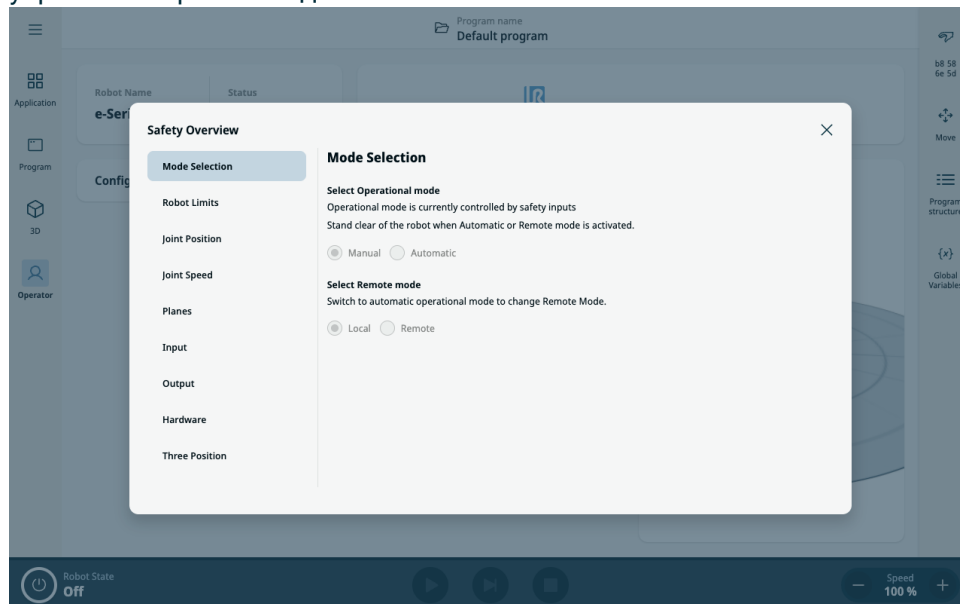 Program name
Default program
b8 58
6e 5d
Application
Robot Name
Status
e-Seri
Move
Program
Config
Program
structure
3D
{x}
Global
Variables
Operator
Safety Overview
Mode Selection
Robot Limits
Joint Position
Joint Speed
Planes
Input
Output
Hardware
Three Position
Mode Selection
Select Operational mode
Operational mode is currently controlled by safety inputs
Stand clear of the robot when Automatic or Remote mode is activated.
Manual Automatic
Select Remote mode
Switch to automatic operational mode to change Remote Mode.
Local Remote
Robot State
Off
Speed
100 %